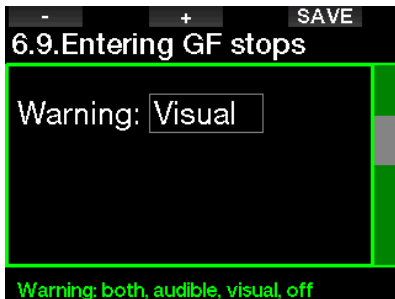 - + SAVE
6.9.Entering GF stops
Warning: Visual
Warning: both, audible, visual, off